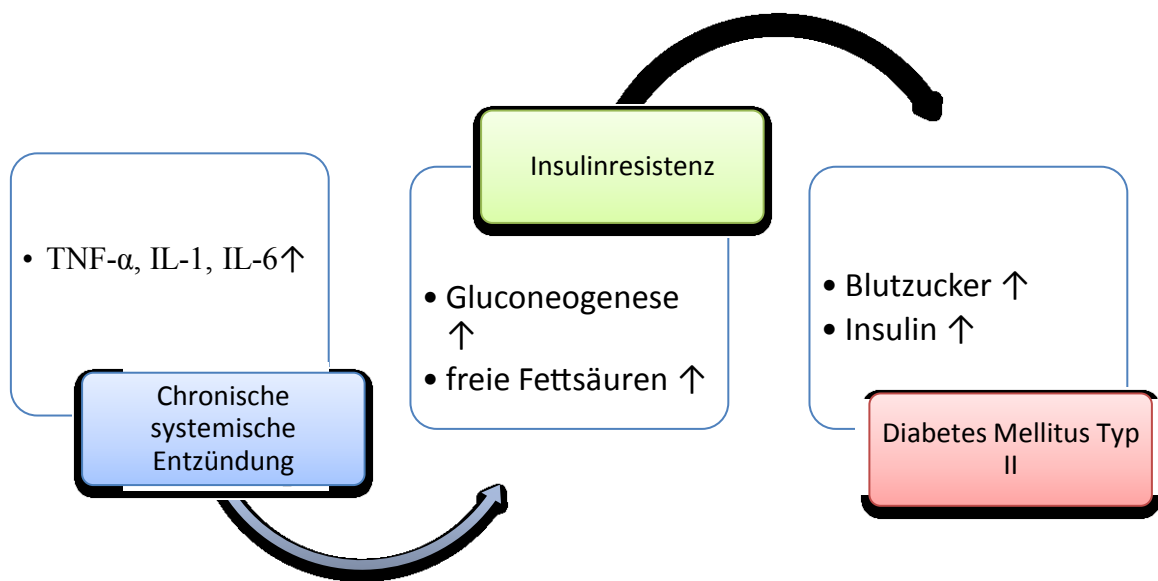 • TNF-α, IL-1, IL-6↑
Chronische
systemische
Entzündung
Insulinresistenz
• Gluconeogenese
↑
• freie Fettsäuren ↑
• Blutzucker ↑
• Insulin ↑
Diabetes Mellitus Typ
II